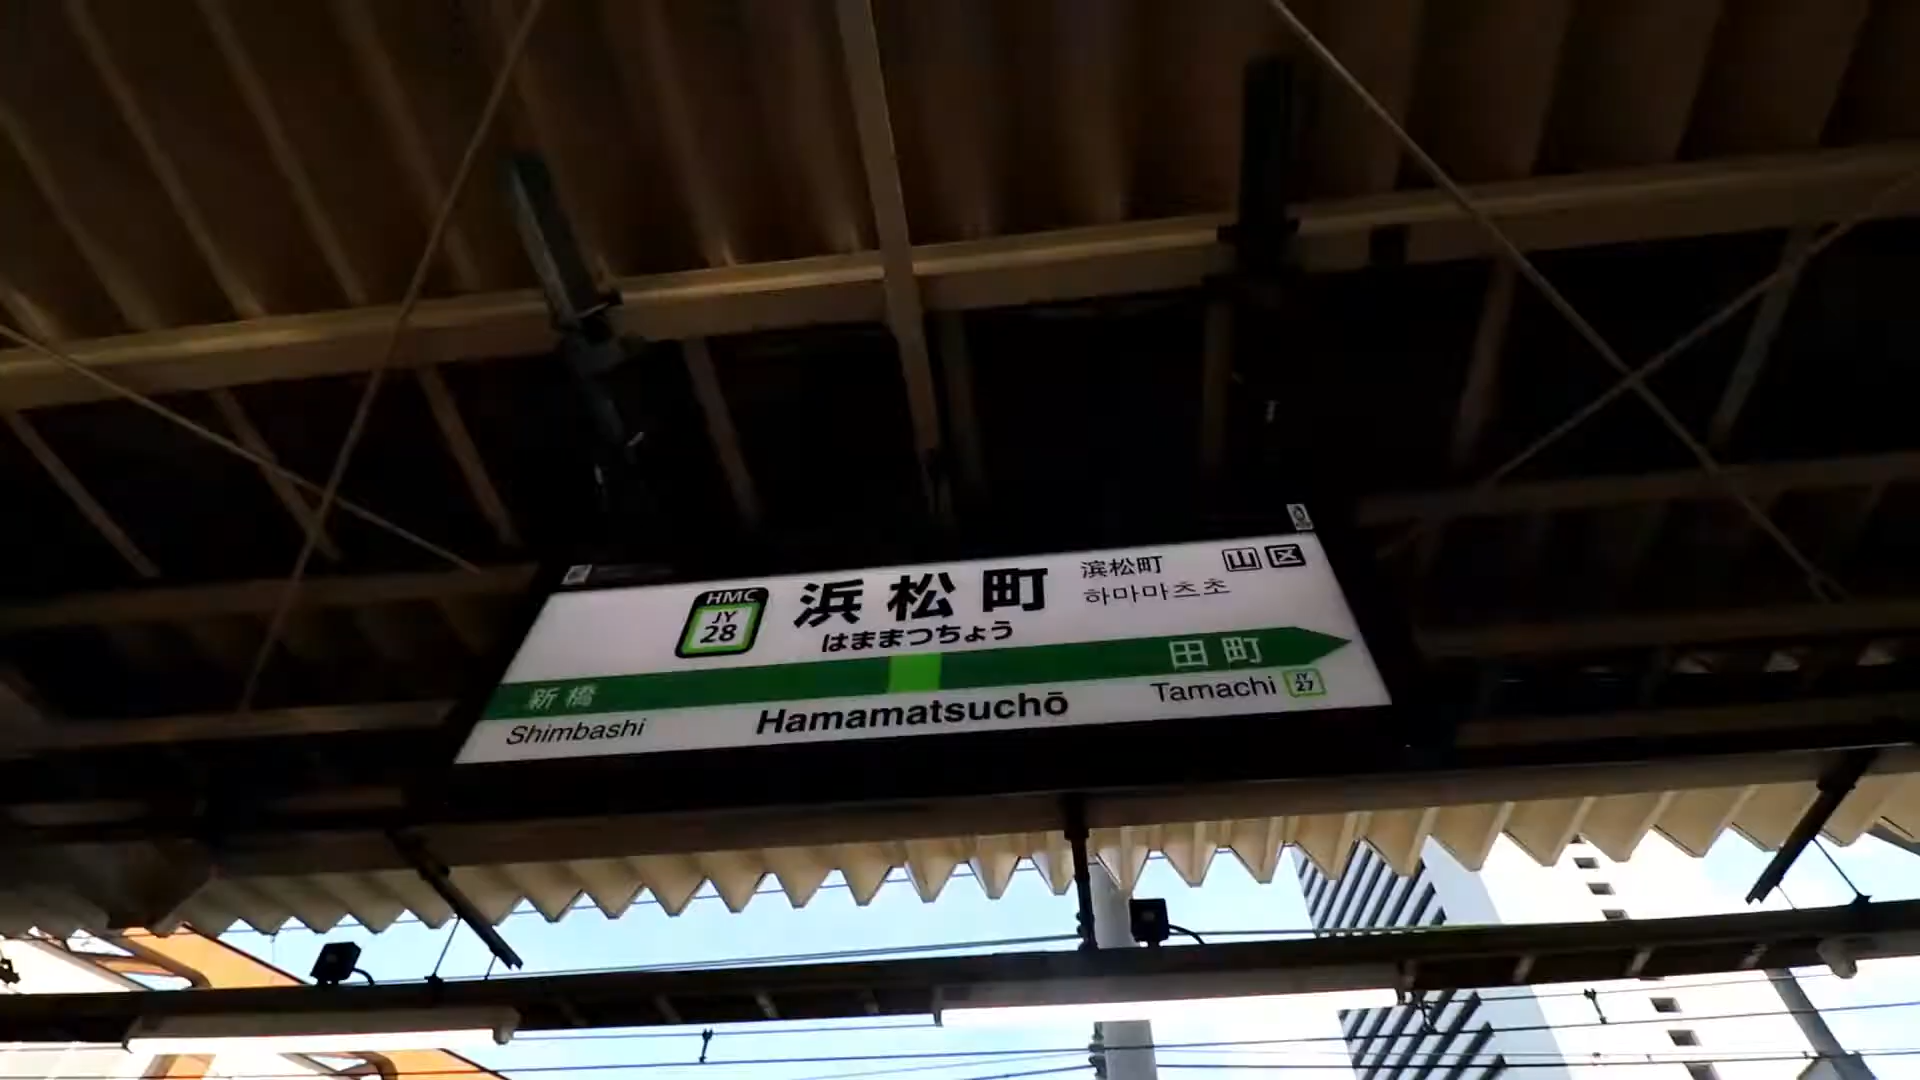 HMC
JY
28
浜松町
滨松町
山区
하마마츠초
はままつちょう
新橋
田町
Shimbashi
Hamamatsuchō
Tamachi
JY
27